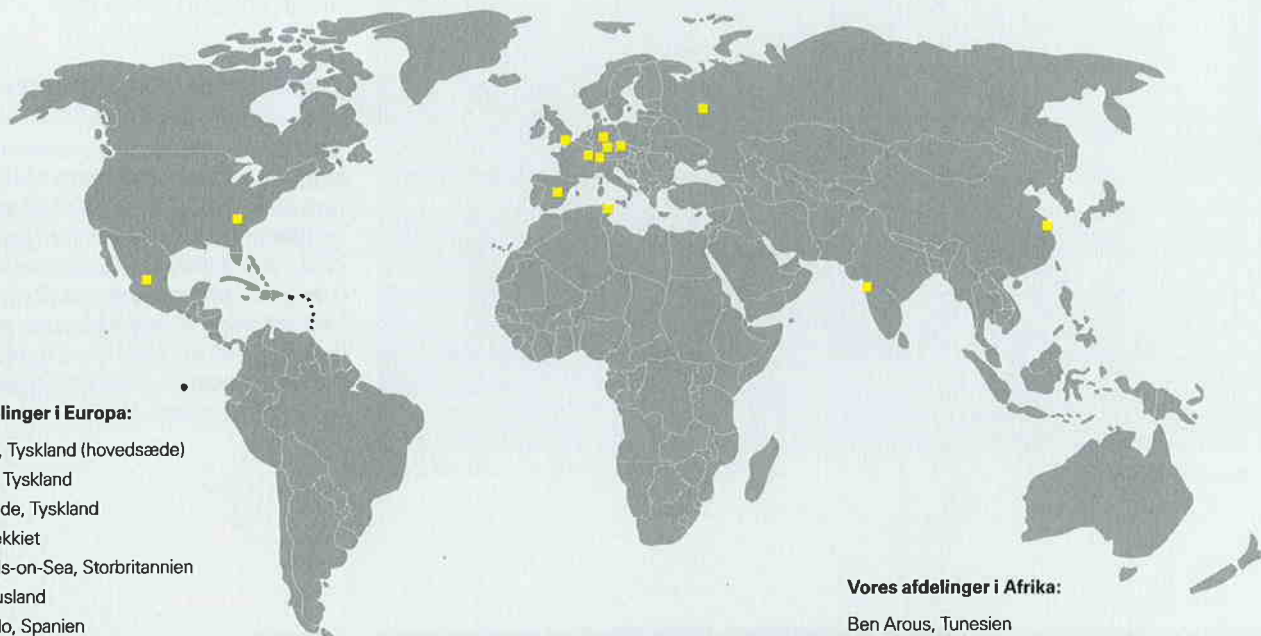 linger i Europa:
, Tyskland (hovedsæde)
Tyskland
de, Tyskland
ekkiet
s-on-Sea, Storbritannien
usland
lo, Spanien
Vores afdelinger i Afrika:
Ben Arous, Tunesien